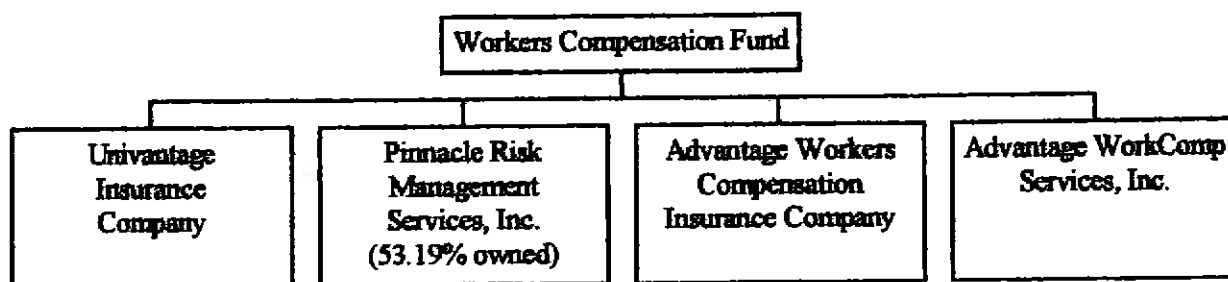 Workers Compensation Fund
Univantage
Insurance
Company
Pinnacle Risk
Management
Services, Inc.
(53.19% owned)
Advantage Workers
Compensation
Insurance Company
Advantage WorkComp
Services, Inc.